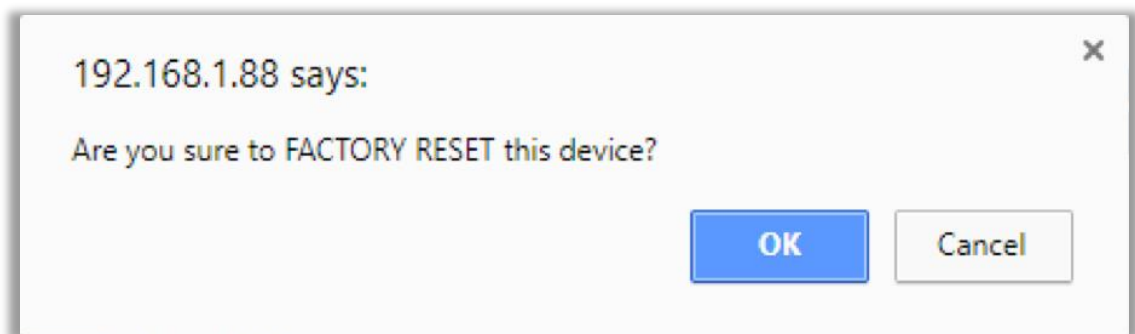 192.168.1.88 says:
Are you sure to FACTORY RESET this device?
OK Cancel